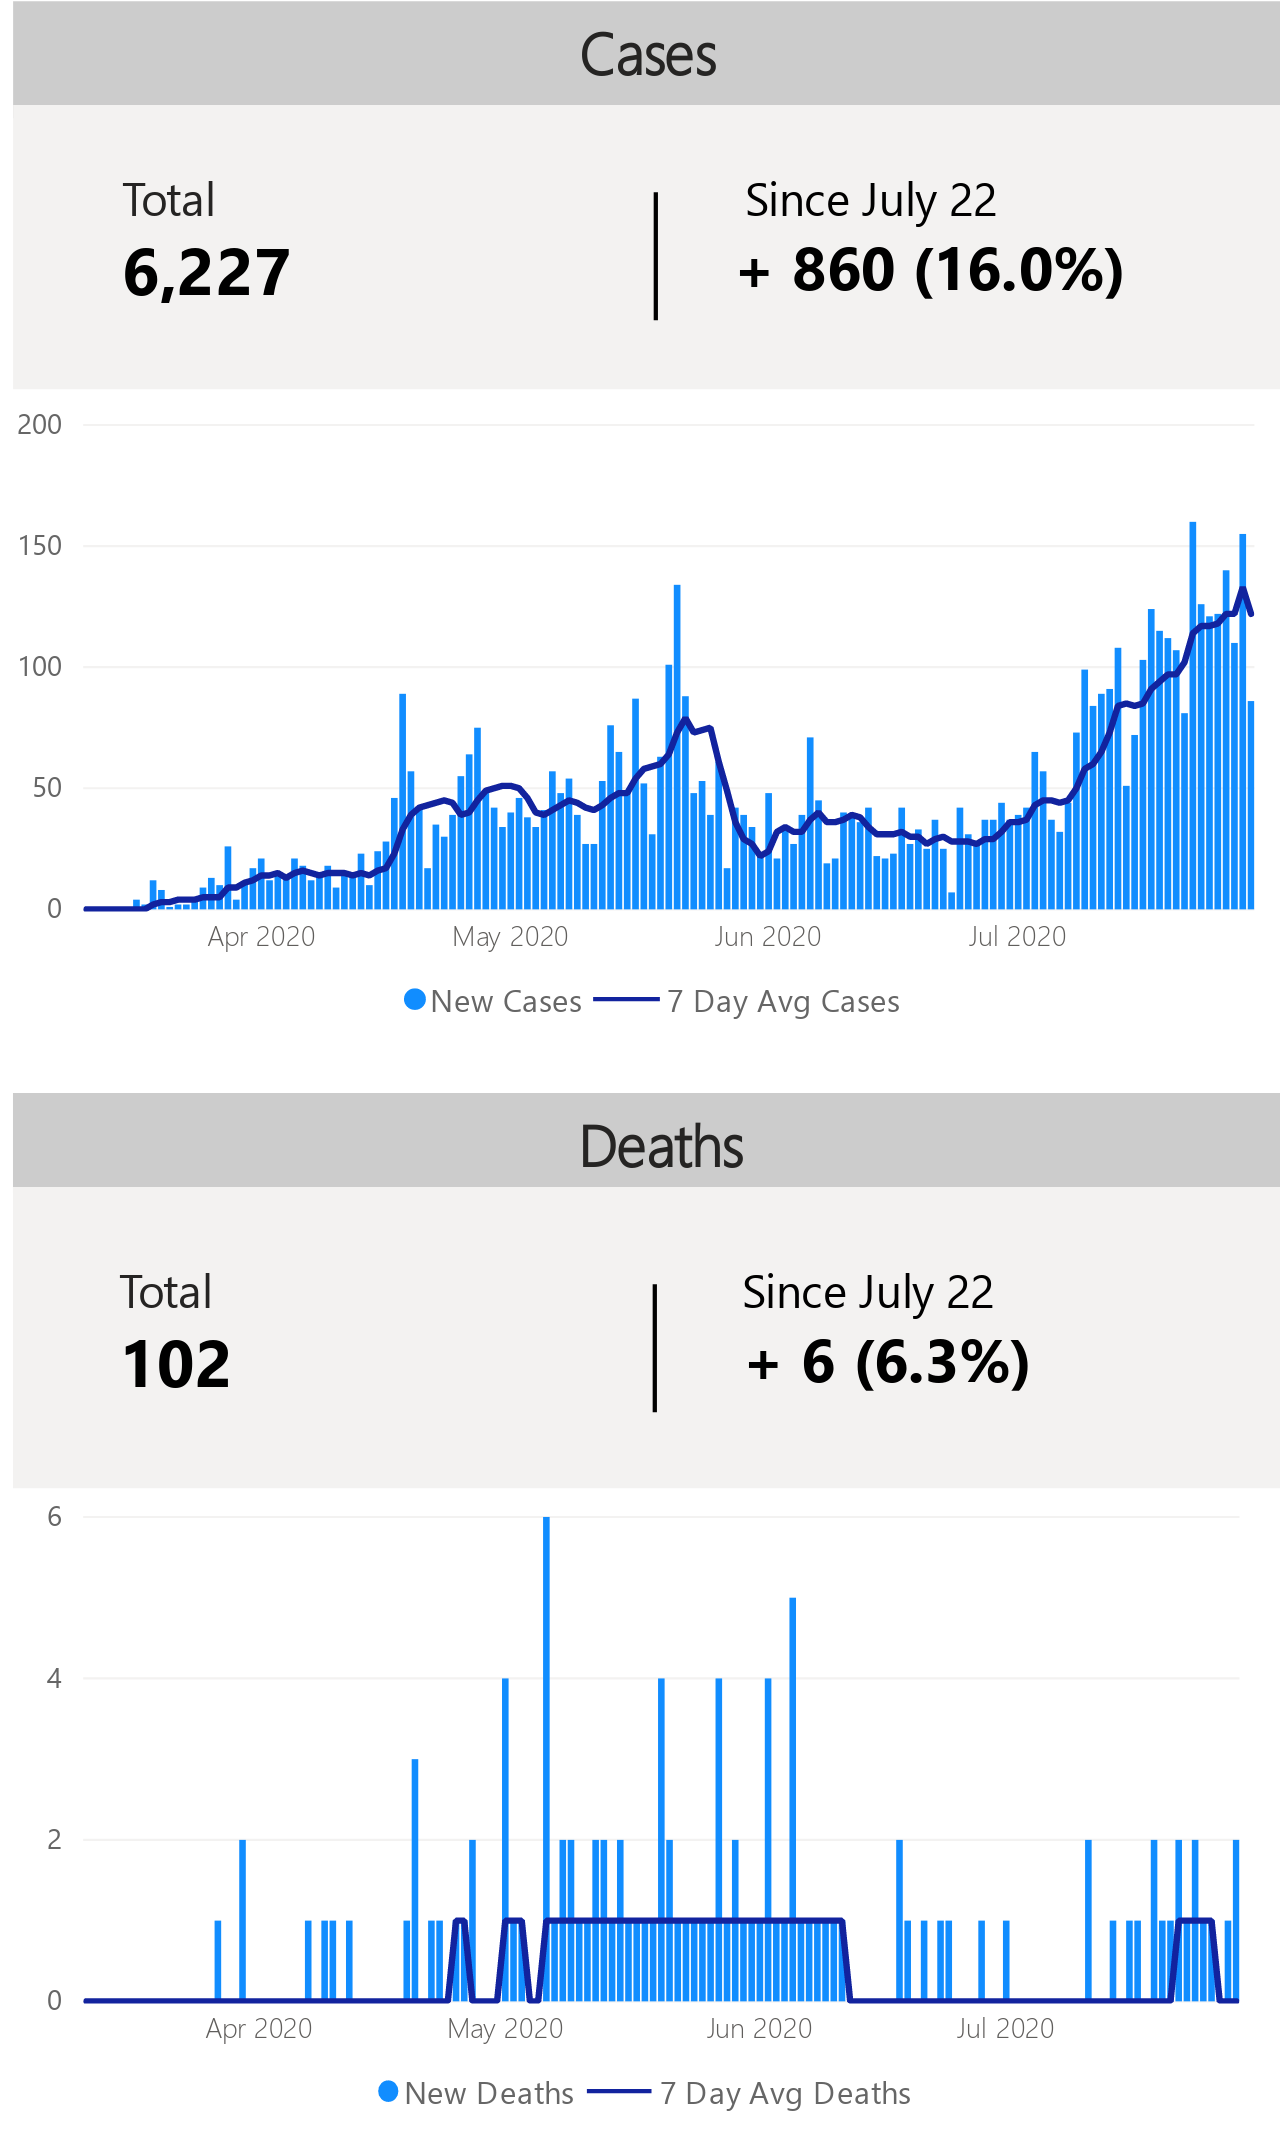 Cases
Total
6,227
Since July 22
+ 860 (16.0%)
200
150
100
50
0
Apr 2020
May 2020
Jun 2020
Jul 2020
New Cases
7 Day Avg Cases
Deaths
Total
102
Since July 22
+ 6 (6.3%)
6
4
2
0
Apr 2020
May 2020
Jun 2020
Jul 2020
New Deaths
7 Day Avg Deaths